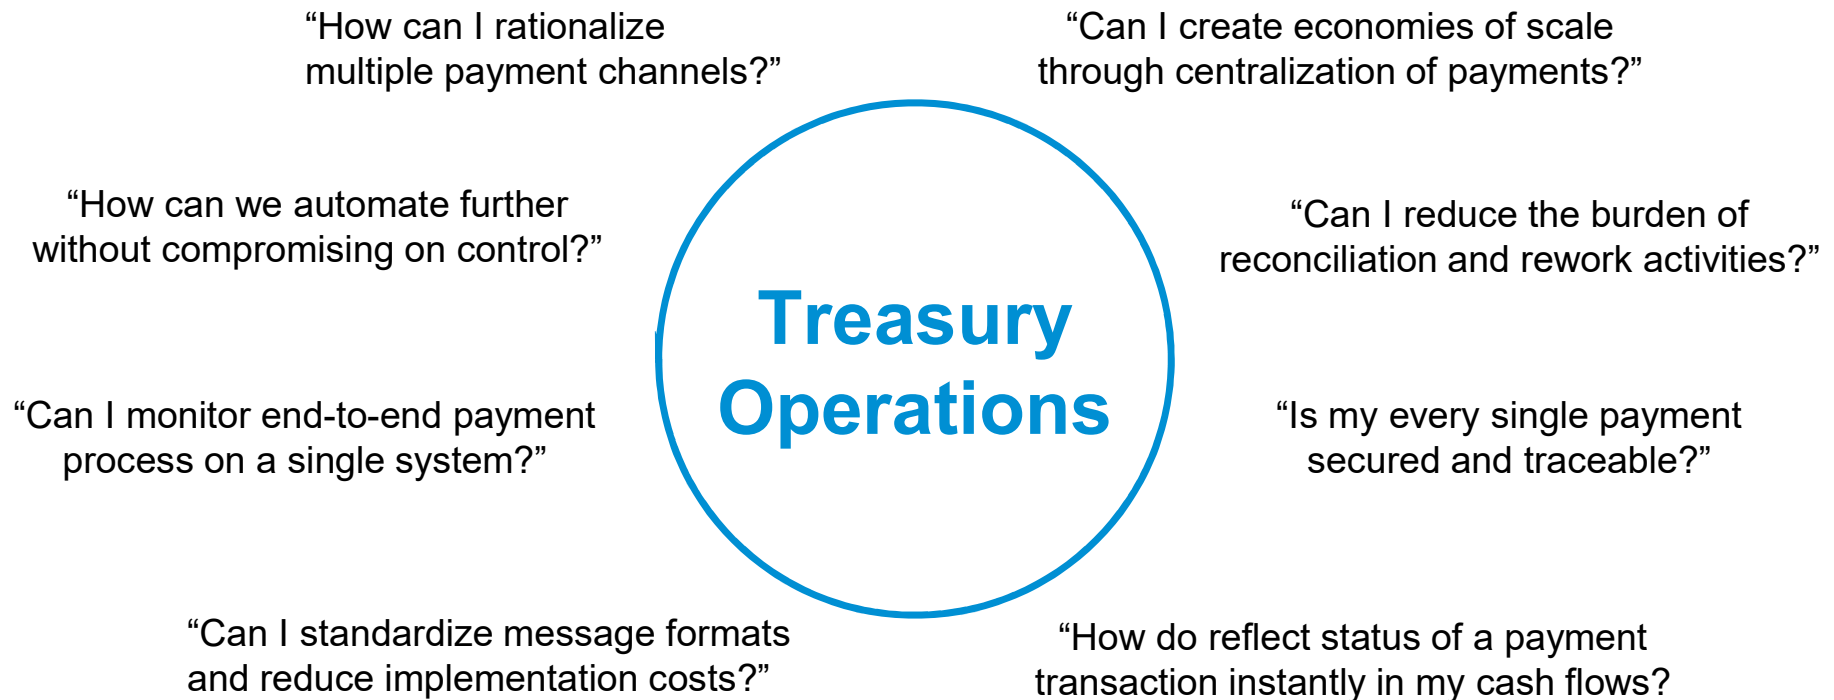 “How can I rationalize
multiple payment channels?”
“Can I create economies of scale
through centralization of payments?”
“How can we automate further
without compromising on control?”
“Can I reduce the burden of
reconciliation and rework activities?”
Treasury
Operations
“Can I monitor end-to-end payment
process on a single system?”
“Is my every single payment
secured and traceable?”
“Can I standardize message formats
and reduce implementation costs?”
“How do reflect status of a payment
transaction instantly in my cash flows?